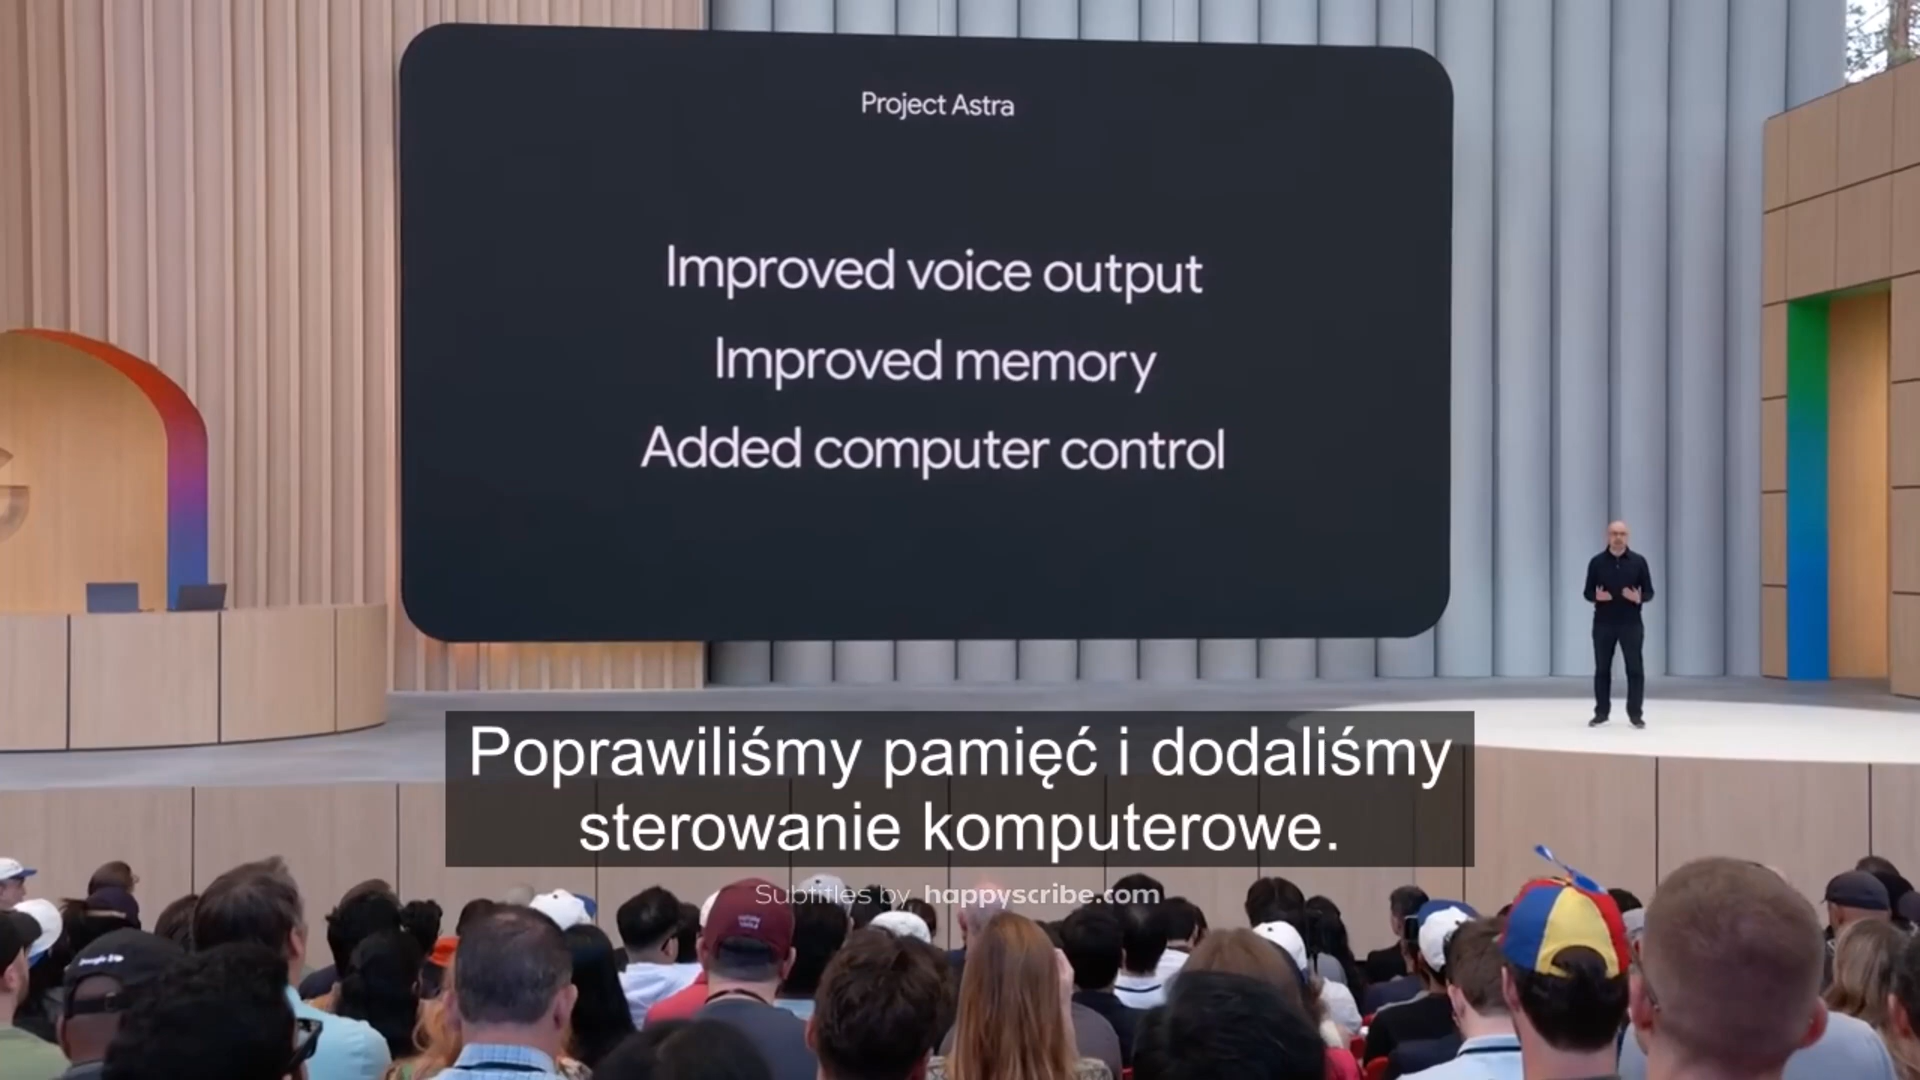 Project Astra
Improved voice output
Improved memory
Added computer control
Poprawiliśmy pamięć i dodaliśmy
sterowanie komputerowe.
Subtitles by happyscribe.com